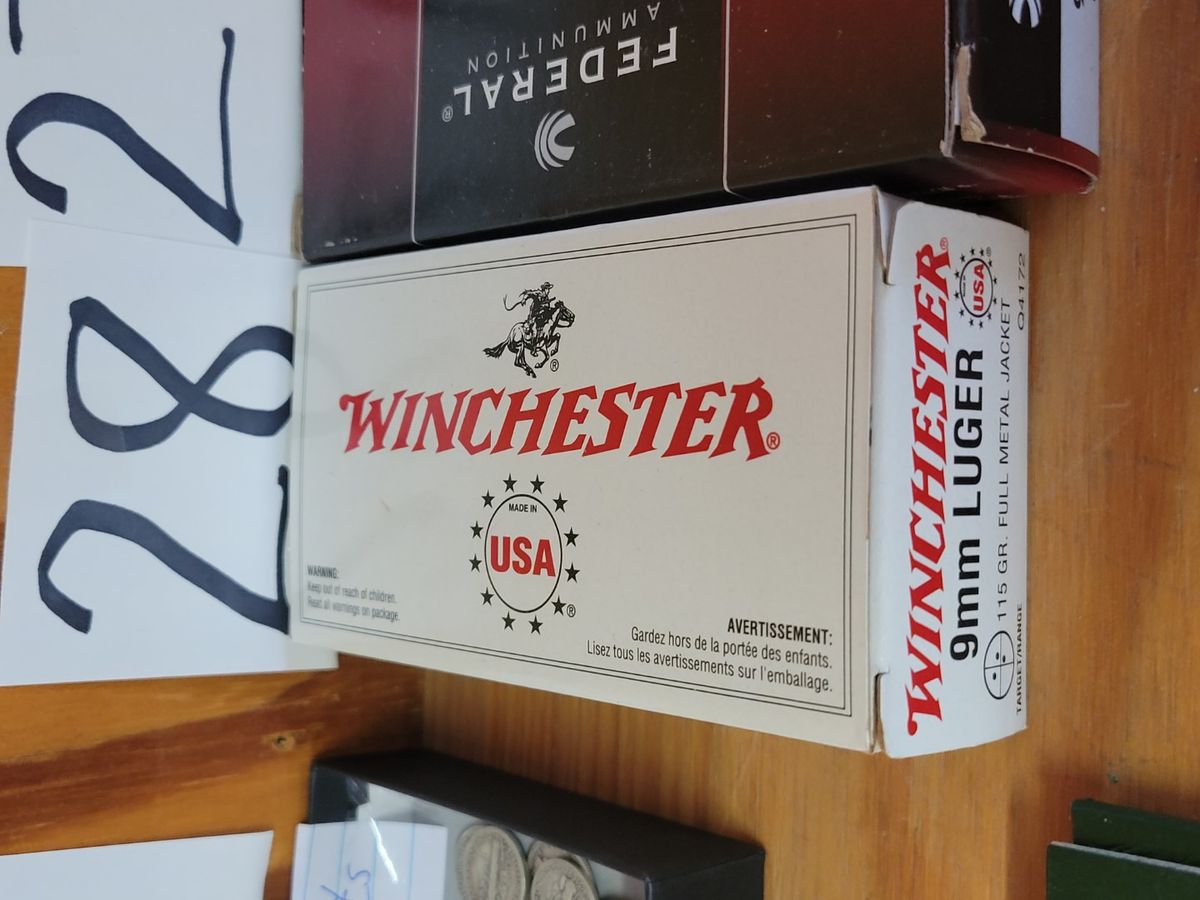 FEDERAL®
AMMUNITION
28
WINCHESTER®
MADE IN
USA
®
WARNING:
Keep out of reach of children.
Read all warnings on package.
AVERTISSEMENT:
Gardez hors de la portée des enfants.
Lisez tous les avertissements sur l'emballage.
WINCHESTER®
USA
9mm LUGER
115 GR. FULL METAL JACKET
TARGET/RANGE
Q4172